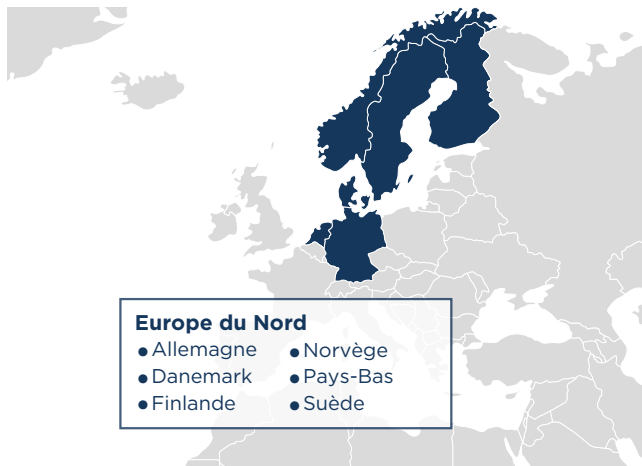 Europe du Nord
• Allemagne
• Danemark
• Finlande
• Norvège
• Pays-Bas
• Suède